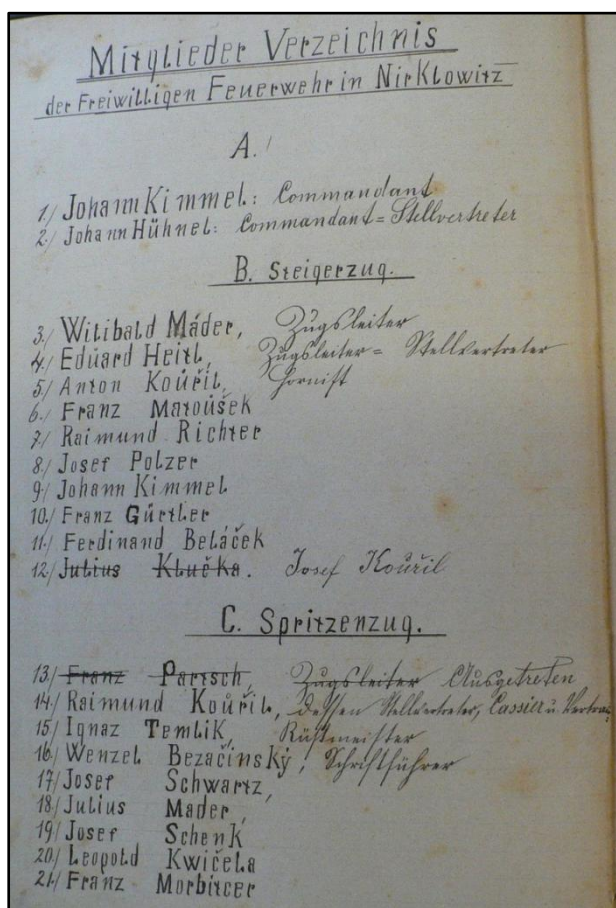 Mitglieder Verzeichnis
der Freiwilligen Feuerwehr in Nirklowitz
A.
1./ Johann Kimmel: Commandant
2./ Johann Hühnel: Commandant=Stellvertreter
B. Steigerzug.
3./ Wilibald Máder, Zugsleiter
4./ Eduard Heitl, Zugsleiter= Stellvertreter
5./ Anton Kouřil, Hornist
6./ Franz Matoušek
7./ Raimund Richter
8./ Josef Polzer
9./ Johann Kimmel
10./ Franz Gürtler
11./ Ferdinand Beláček
12./ Julius Klučka. Josef Kouřil
C. Spritzenzug.
13./ Franz Partsch, Zugsleiter Ausgetreten
14./ Raimund Kouřil, dessen Stellvertreter, Cassier u.
15./ Ignaz Temlik, Rüstmeister
16./ Wenzel Bezačinský, Schriftführer
17./ Josef Schwartz,
18./ Julius Mader,
19./ Josef Schenk
20./ Leopold Kwičela
21./ Franz Morbitcer